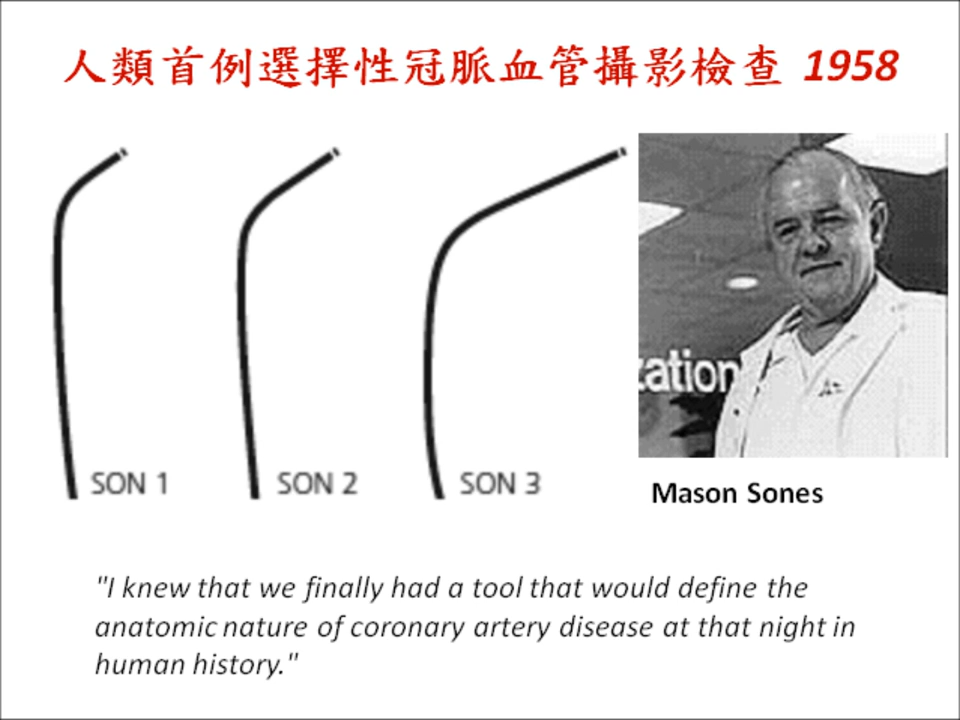 人類首例選擇性冠脈血管攝影檢查 1958
zation
SON 1
SON 2
SON 3
Mason Sones
"I knew that we finally had a tool that would define the
anatomic nature of coronary artery disease at that night in
human history."